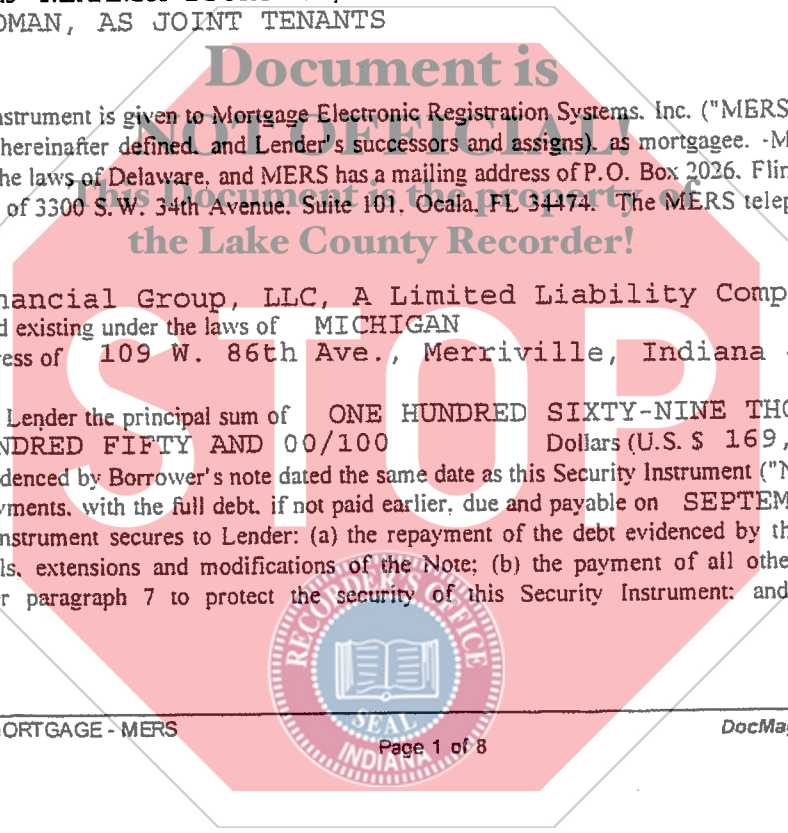 OMAN, AS JOINT TENANTS
Document is
nstrument is given to Mortgage Electronic Registration Systems, Inc. ("MERS
NOT OFFICIAL!
hereinafter defined, and Lender's successors and assigns), as mortgagee. -M
he laws of Delaware, and MERS has a mailing address of P.O. Box 2026, Flin
This Document is the property of
of 3300 S.W. 34th Avenue, Suite 101, Ocala, FL 34474. The MERS telep
the Lake County Recorder!
nancial Group, LLC, A Limited Liability Comp
d existing under the laws of MICHIGAN
ress of 109 W. 86th Ave., Merriville, Indiana
STOP
Lender the principal sum of ONE HUNDRED SIXTY-NINE THO
NDRED FIFTY AND 00/100 Dollars (U.S. $ 169,
denced by Borrower's note dated the same date as this Security Instrument ("N
yments, with the full debt, if not paid earlier, due and payable on SEPTEM
nstrument secures to Lender: (a) the repayment of the debt evidenced by th
ls, extensions and modifications of the Note; (b) the payment of all othe
r paragraph 7 to protect the security of this Security Instrument; and
RECORDER'S OFFICE
SEAL
INDIANA
ORTGAGE - MERS
Page 1 of 8
DocMa